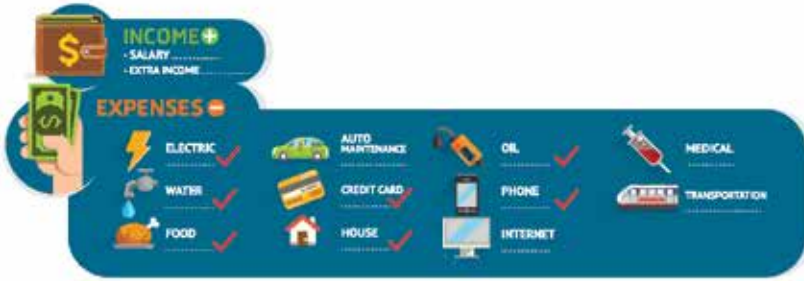 INCOME
- SALARY
- EXTRA INCOME
EXPENSES
ELECTRIC
WATER
FOOD
AUTO
MAINTENANCE
CREDIT CARD
HOUSE
OIL
PHONE
INTERNET
MEDICAL
TRANSPORTATION